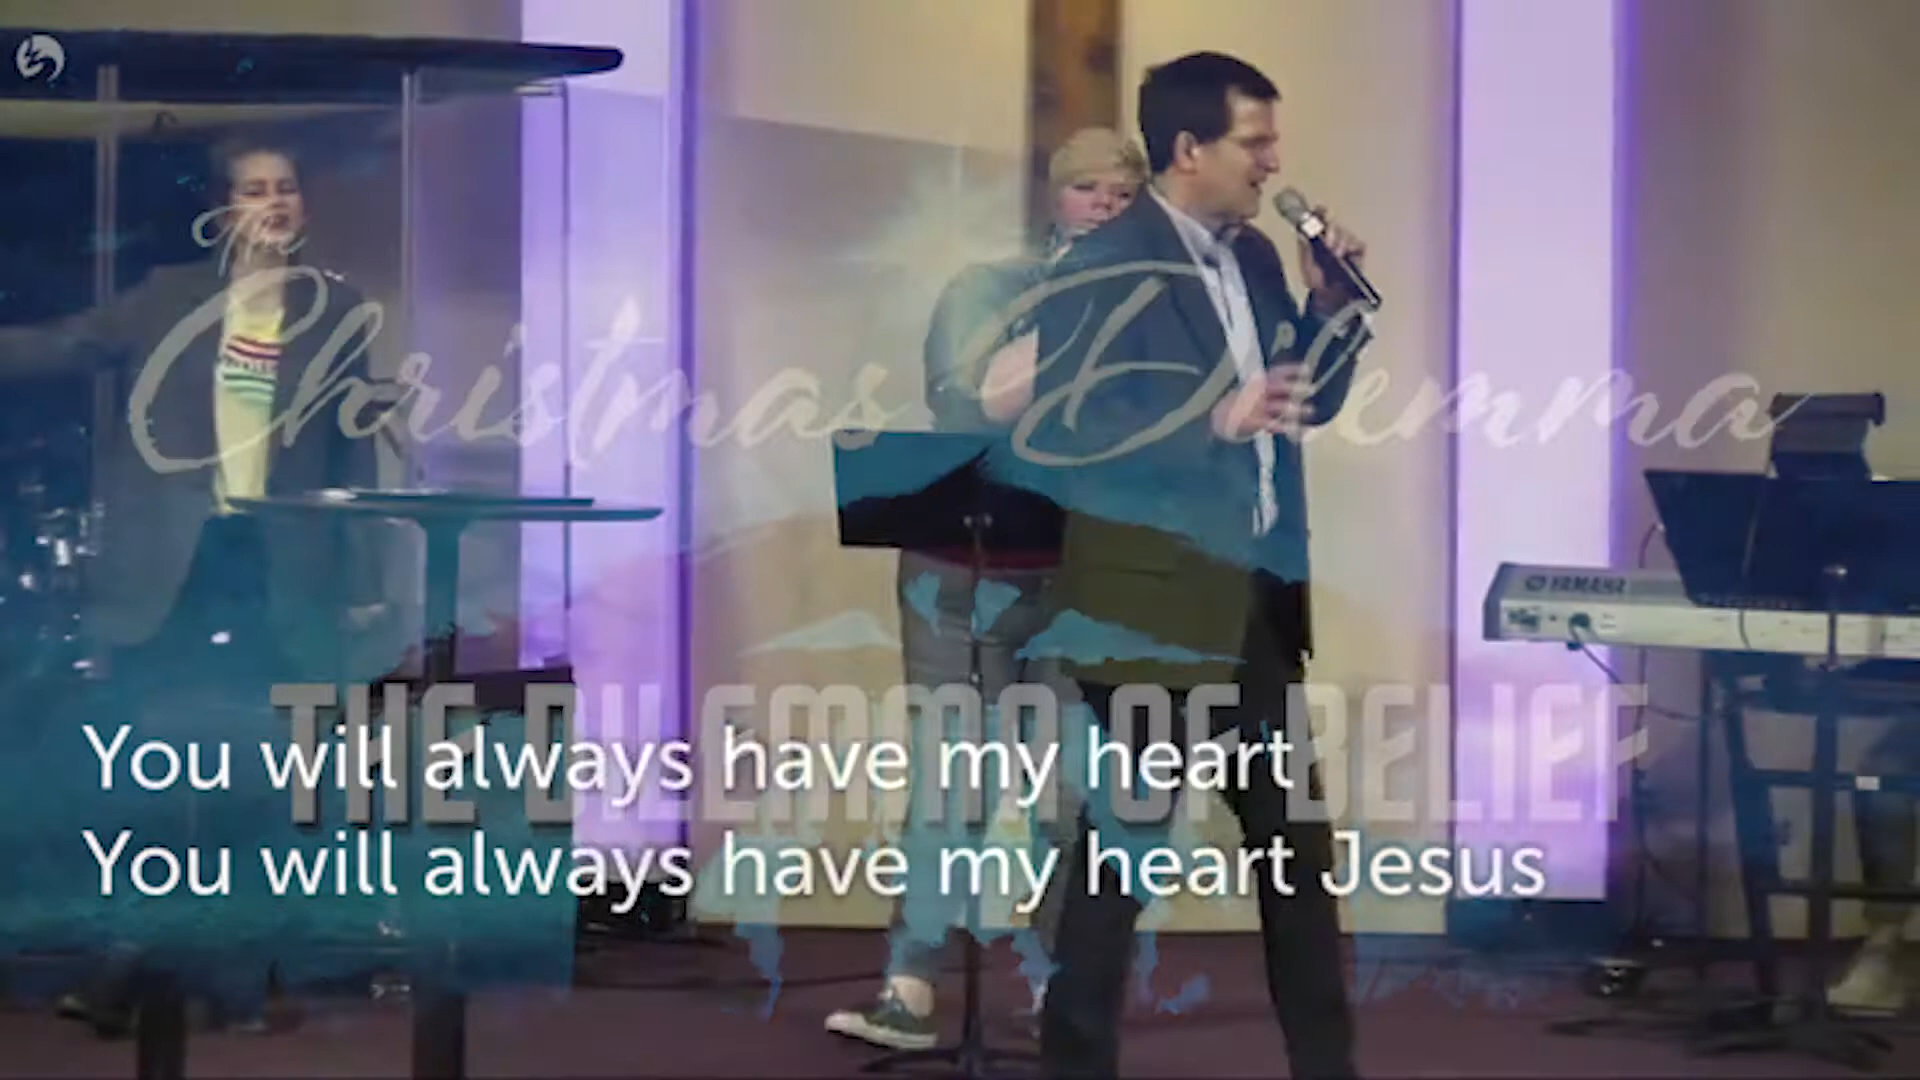 The
Christmas Dilemma
YAMAHA
THE DILEMMA OF BELIEF
You will always have my heart
You will always have my heart Jesus